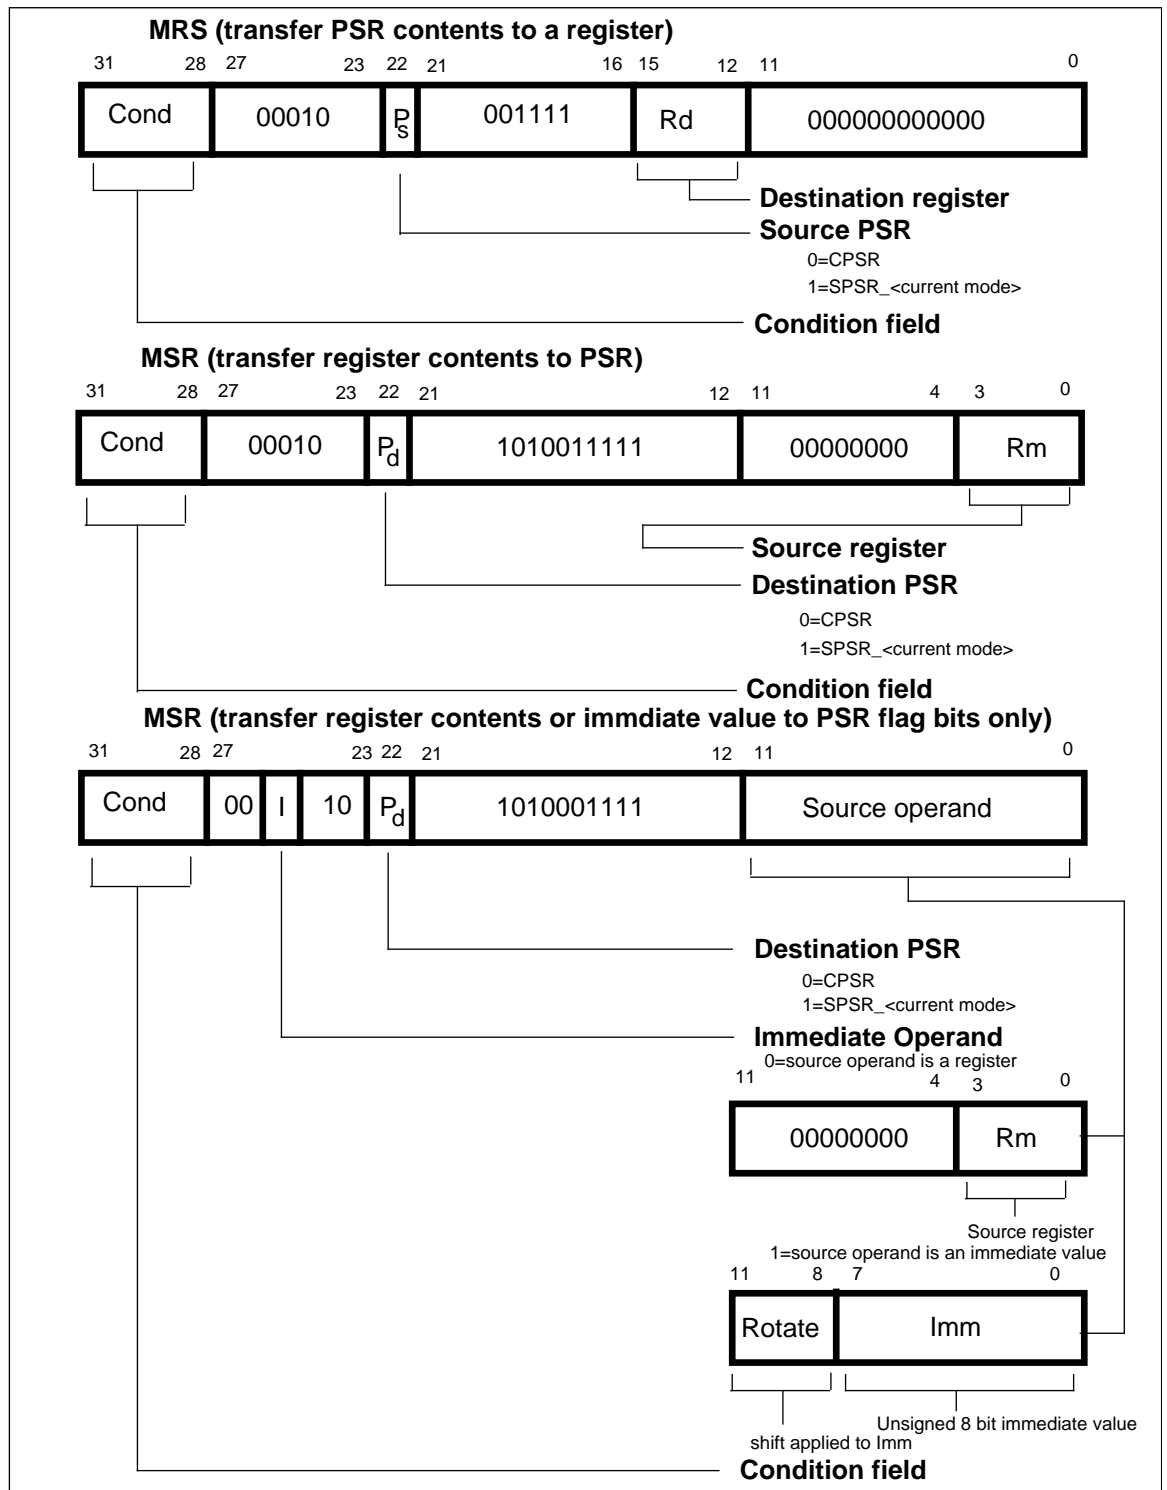 MRS (transfer PSR contents to a register)
31 28 27 23 22 21 16 15 12 11 0
Cond 00010 Ps 001111 Rd 000000000000
Destination register
Source PSR
0=CPSR
1=SPSR_<current mode>
Condition field
MSR (transfer register contents to PSR)
31 28 27 23 22 21 12 11 4 3 0
Cond 00010 Pd 1010011111 00000000 Rm
Source register
Destination PSR
0=CPSR
1=SPSR_<current mode>
Condition field
MSR (transfer register contents or immdiate value to PSR flag bits only)
31 28 27 23 22 21 12 11 0
Cond 00 I 10 Pd 1010001111 Source operand
Destination PSR
0=CPSR
1=SPSR_<current mode>
Immediate Operand
0=source operand is a register
11 4 3 0
00000000 Rm
Source register
1=source operand is an immediate value
11 8 7 0
Rotate Imm
Unsigned 8 bit immediate value
shift applied to Imm
Condition field